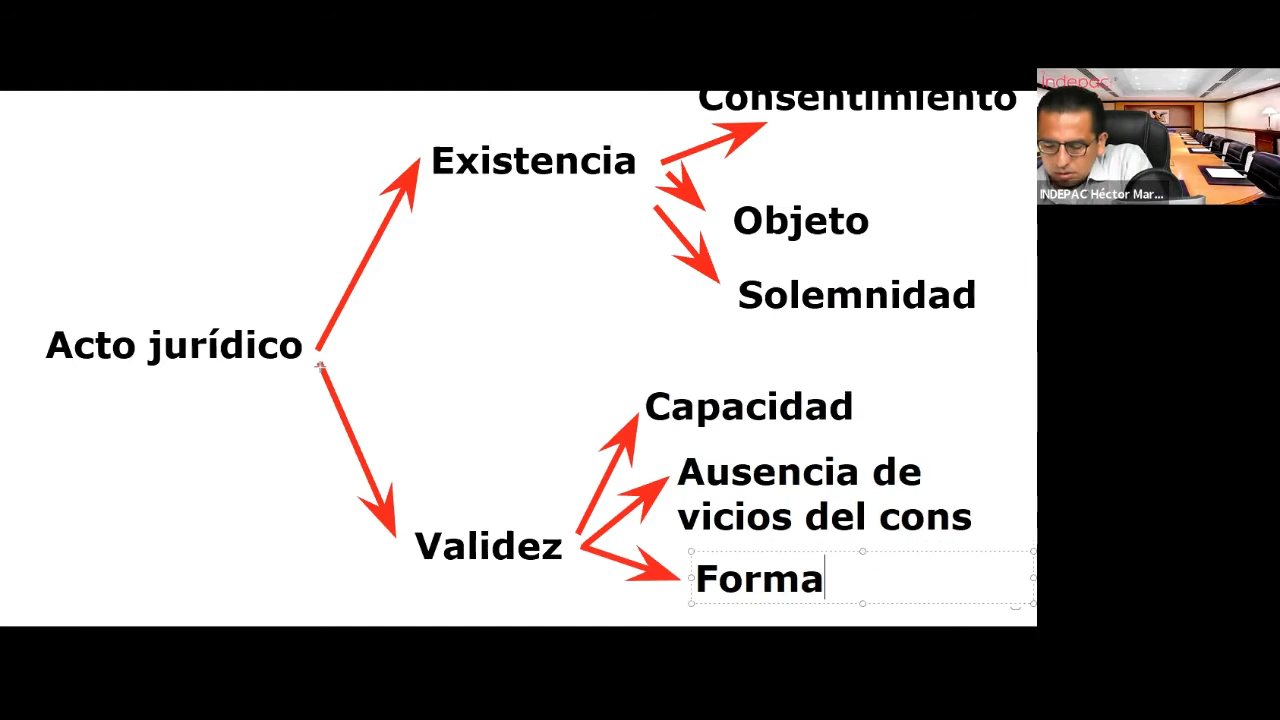 Consentimiento
Existencia
Objeto
Solemnidad
Acto jurídico
Capacidad
Ausencia de
vicios del cons
Validez
Forma
Indepac
INDEPAC Héctor Mar...